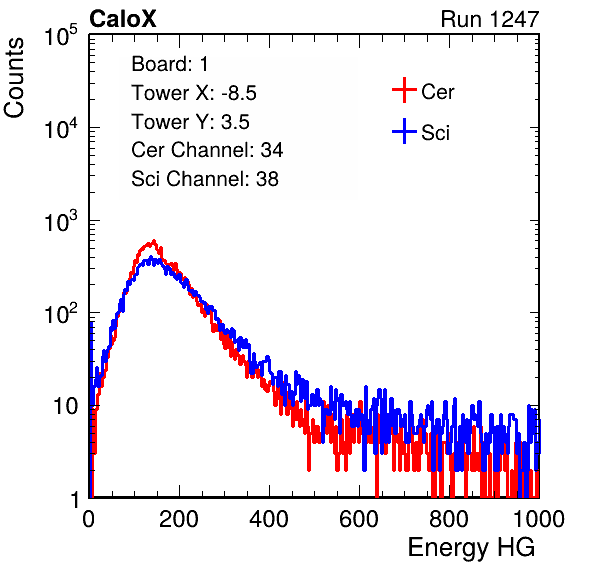 CaloX Run 1247
Counts
10^5
10^4
10^3
10^2
10
1
Board: 1
Tower X: -8.5
Tower Y: 3.5
Cer Channel: 34
Sci Channel: 38
Cer
Sci
0 200 400 600 800 1000
Energy HG